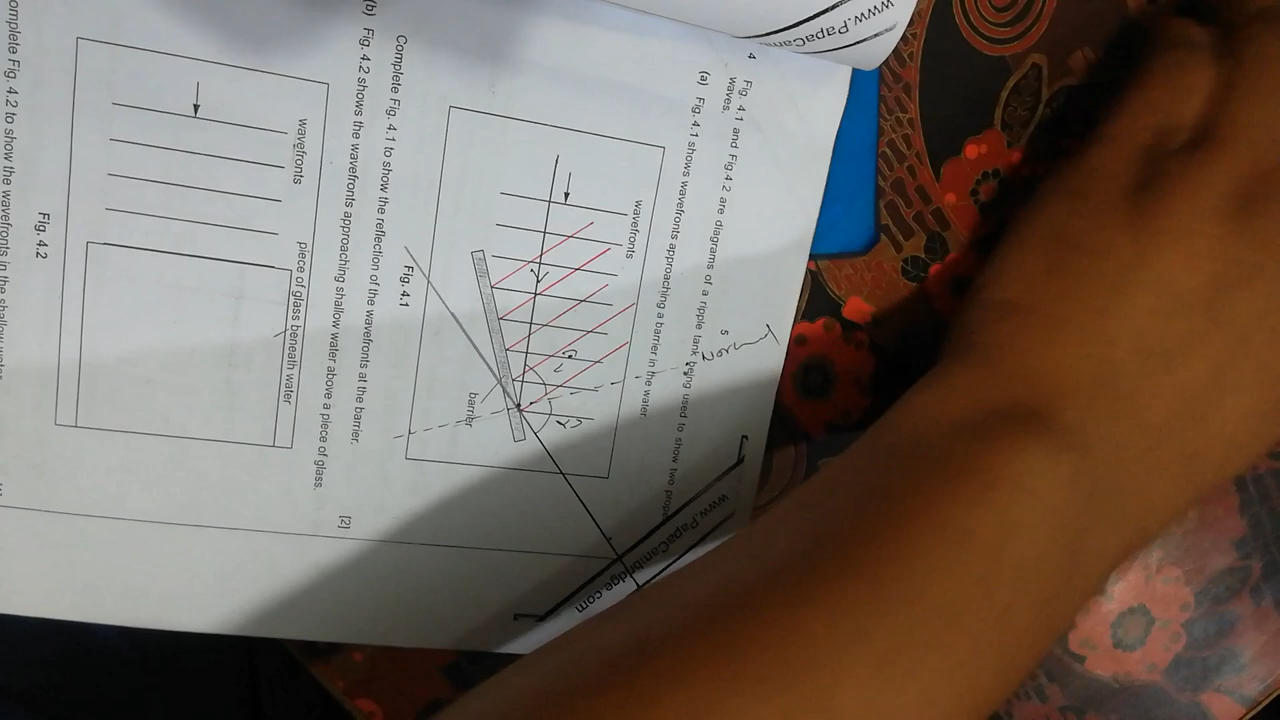 www.PapaCam
5
www.PapaCambridge.com
4 Fig. 4.1 and Fig 4.2 are diagrams of a ripple tank being used to show two prope
waves.
(a) Fig. 4.1 shows wavefronts approaching a barrier in the water.
Normal
wavefronts
i
r
barrier
Fig. 4.1
Complete Fig. 4.1 to show the reflection of the wavefronts at the barrier.
[2]
(b) Fig. 4.2 shows the wavefronts approaching shallow water above a piece of glass.
wavefronts
piece of glass beneath water
Fig. 4.2
omplete Fig. 4.2 to show the wavefronts in the shallow water